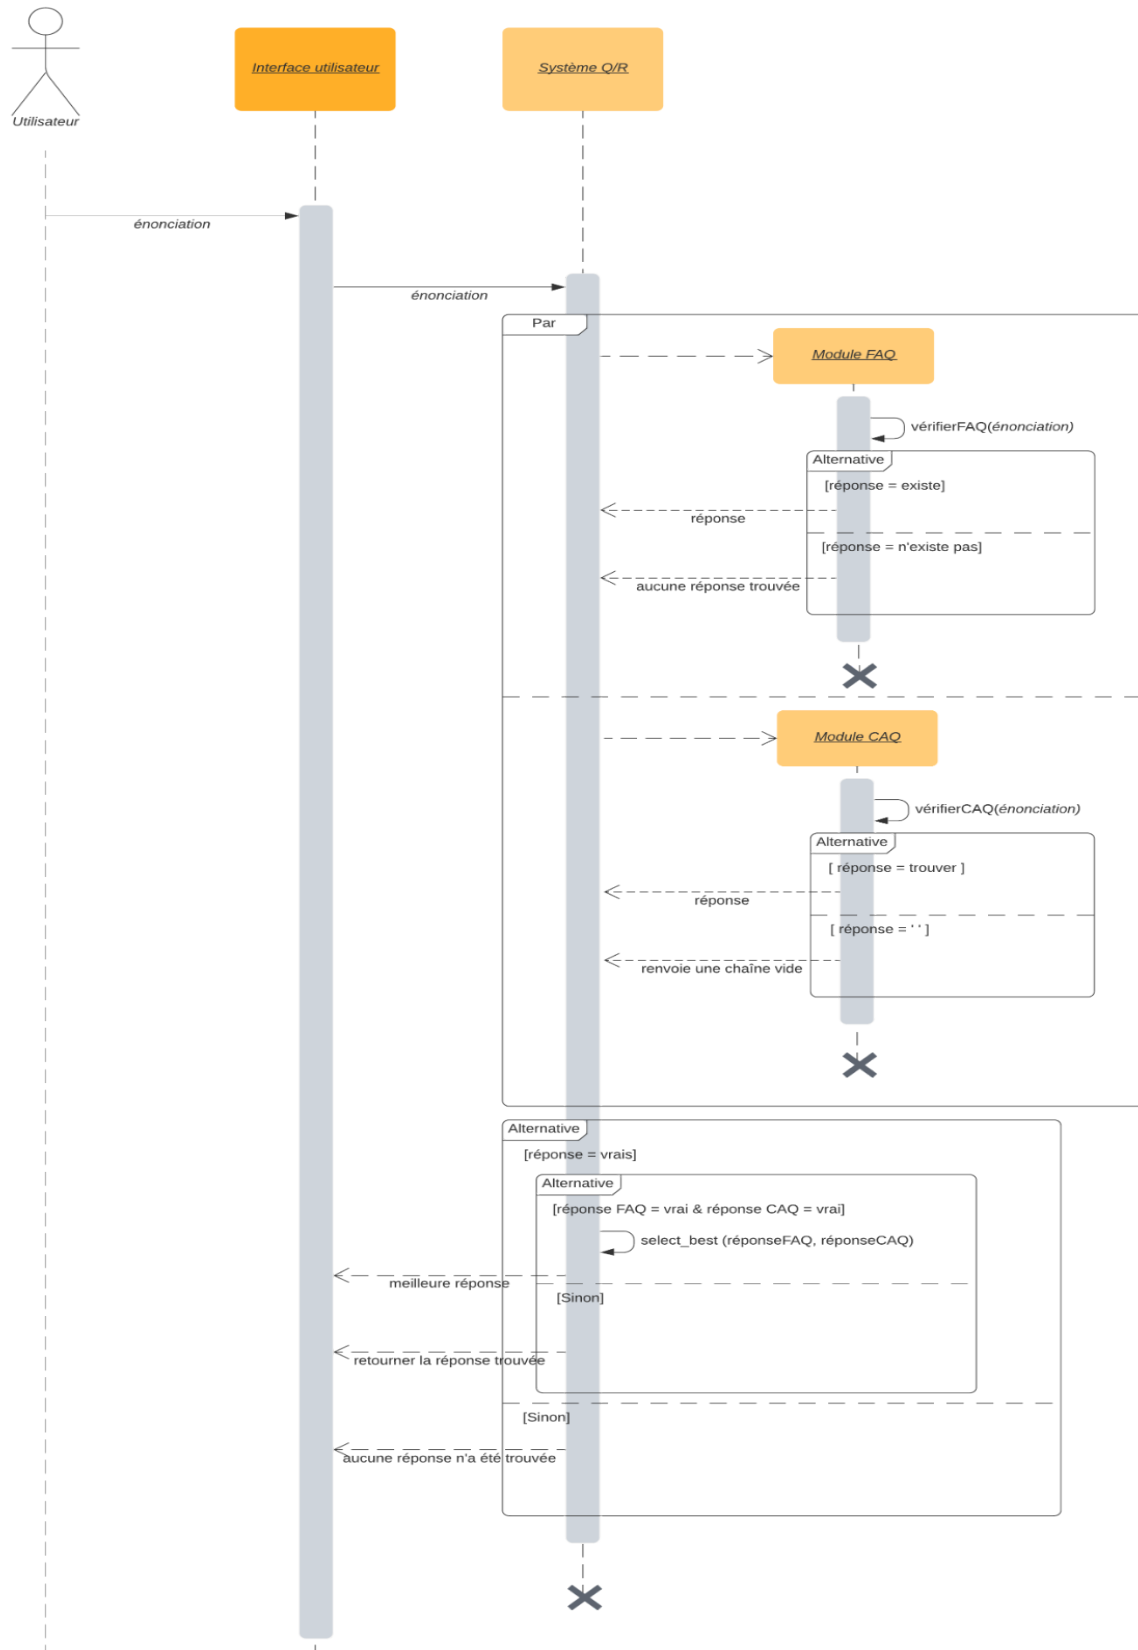 Interface utilisateur
Système Q/R
Utilisateur
énonciation
énonciation
Par
Module FAQ
vérifierFAQ(énonciation)
Alternative
[réponse = existe]
réponse
[réponse = n'existe pas]
aucune réponse trouvée
Module CAQ
vérifierCAQ(énonciation)
Alternative
[ réponse = trouver ]
réponse
[ réponse = ' ' ]
renvoie une chaîne vide
Alternative
[réponse = vrais]
Alternative
[réponse FAQ = vrai & réponse CAQ = vrai]
select_best (réponseFAQ, réponseCAQ)
meilleure réponse
[Sinon]
retourner la réponse trouvée
[Sinon]
aucune réponse n'a été trouvée